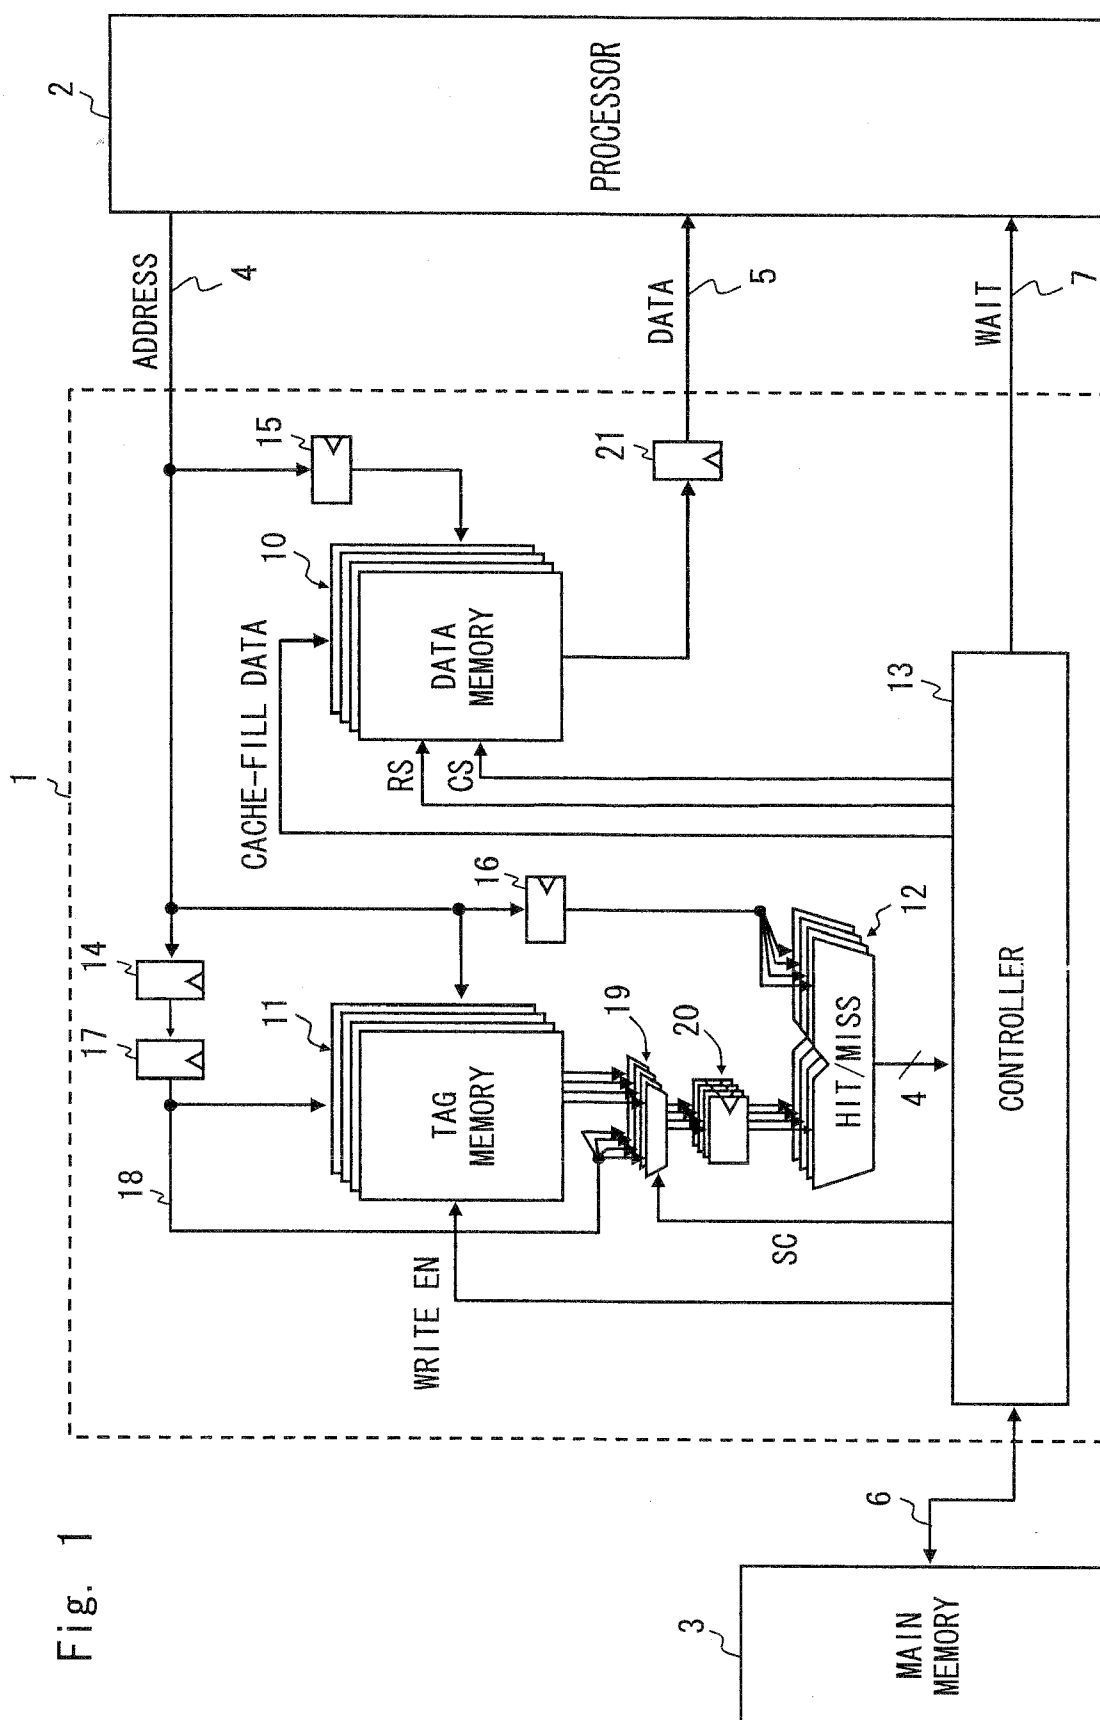 Fig. 1
1
2
PROCESSOR
ADDRESS
4
DATA
5
WAIT
7
14
17
18
15
10
CACHE-FILL DATA
DATA
MEMORY
RS
CS
21
16
11
TAG
MEMORY
19
20
12
HIT/MISS
4
WRITE EN
SC
13
CONTROLLER
6
3
MAIN
MEMORY